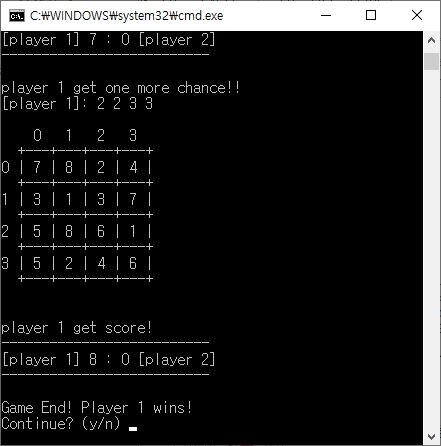 C:₩WINDOWS₩system32₩cmd.exe
[player 1] 7 : 0 [player 2]
--------------------------
player 1 get one more chance!!
[player 1]: 2 2 3 3
    0   1   2   3
  +---+---+---+---+
0 | 7 | 8 | 2 | 4 |
  +---+---+---+---+
1 | 3 | 1 | 3 | 7 |
  +---+---+---+---+
2 | 5 | 8 | 6 | 1 |
  +---+---+---+---+
3 | 5 | 2 | 4 | 6 |
  +---+---+---+---+
player 1 get score!
--------------------------
[player 1] 8 : 0 [player 2]
--------------------------
Game End! Player 1 wins!
Continue? (y/n)